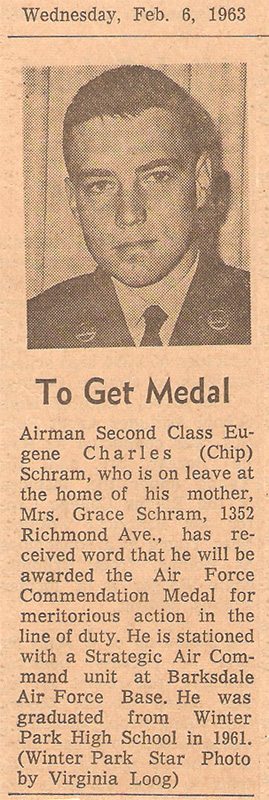 Wednesday, Feb. 6, 1963
To Get Medal
Airman Second Class Eu-
gene Charles (Chip)
Schram, who is on leave at
the home of his mother,
Mrs. Grace Schram, 1352
Richmond Ave., has re-
ceived word that he will be
awarded the Air Force
Commendation Medal for
meritorious action in the
line of duty. He is stationed
with a Strategic Air Com-
mand unit at Barksdale
Air Force Base. He was
graduated from Winter
Park High School in 1961.
(Winter Park Star Photo
by Virginia Loog)